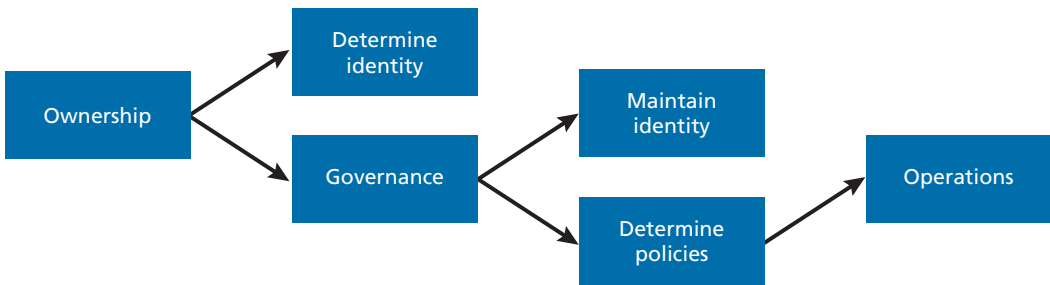 Ownership
Determine
identity
Governance
Maintain
identity
Determine
policies
Operations